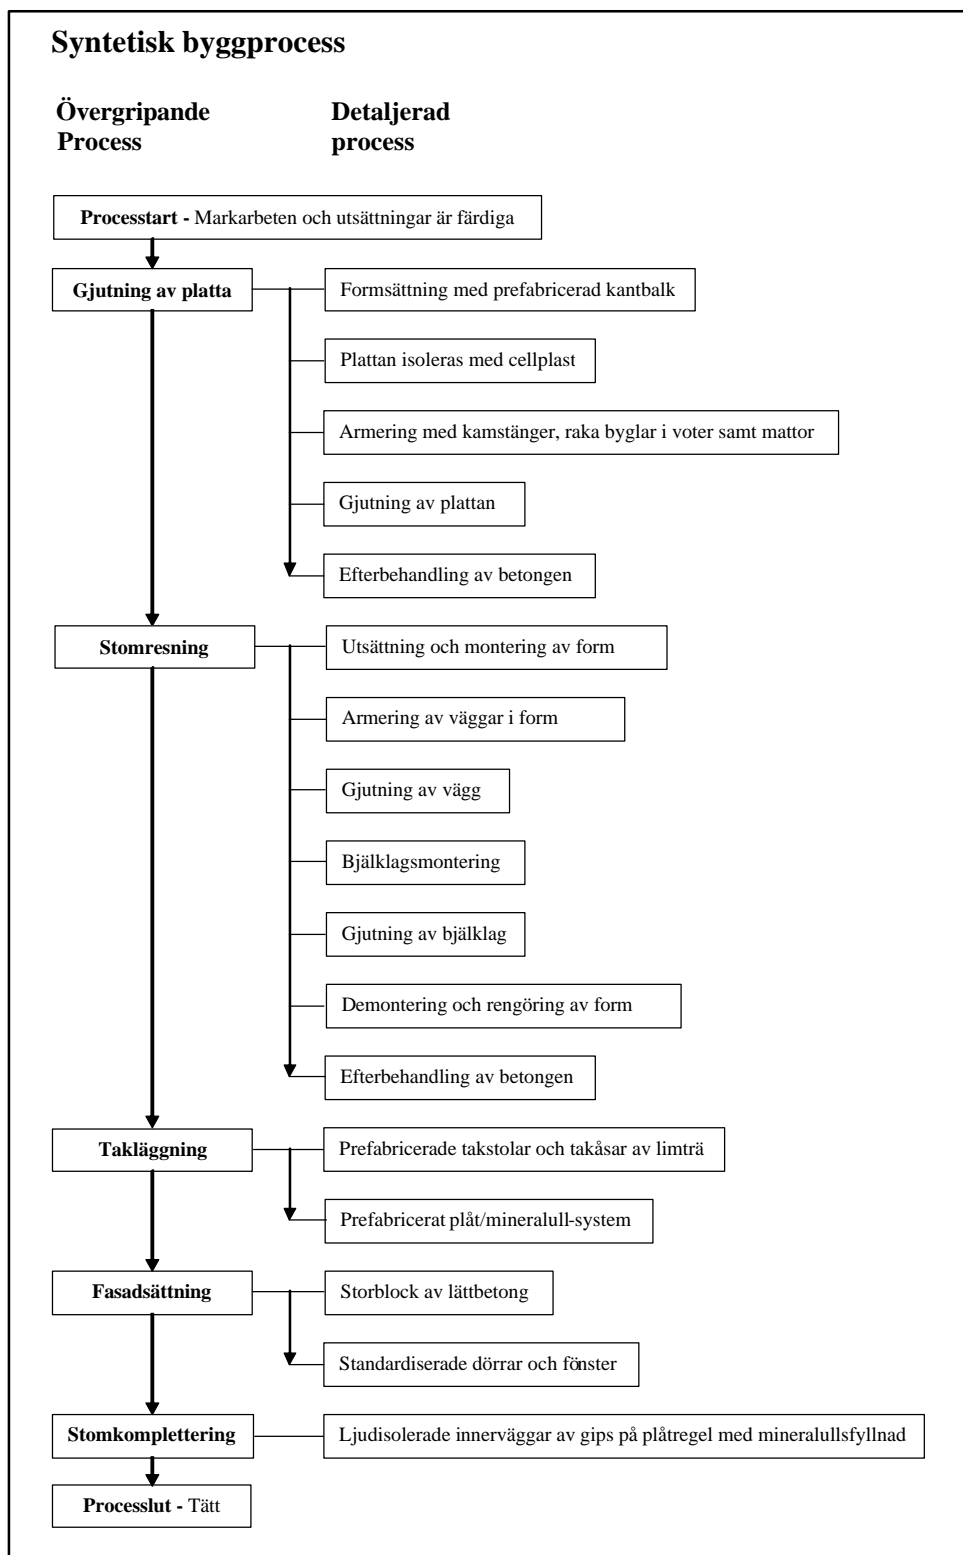 Syntetisk byggprocess
Övergripande
Process
Detaljerad
process
Processtart - Markarbeten och utsättningar är färdiga
Gjutning av platta
Formsättning med prefabricerad kantbalk
Plattan isoleras med cellplast
Armering med kamstänger, raka byglar i voter samt mattor
Gjutning av plattan
Efterbehandling av betongen
Stomresning
Utsättning och montering av form
Armering av väggar i form
Gjutning av vägg
Bjälklagsmontering
Gjutning av bjälklag
Demontering och rengöring av form
Efterbehandling av betongen
Takläggning
Prefabricerade takstolar och takåsar av limträ
Prefabricerat plåt/mineralull-system
Fasadsättning
Storblock av lättbetong
Standardiserade dörrar och fönster
Stomkomplettering
Ljudisolerade innerväggar av gips på plåtregel med mineralullsfyllnad
Processlut - Tätt